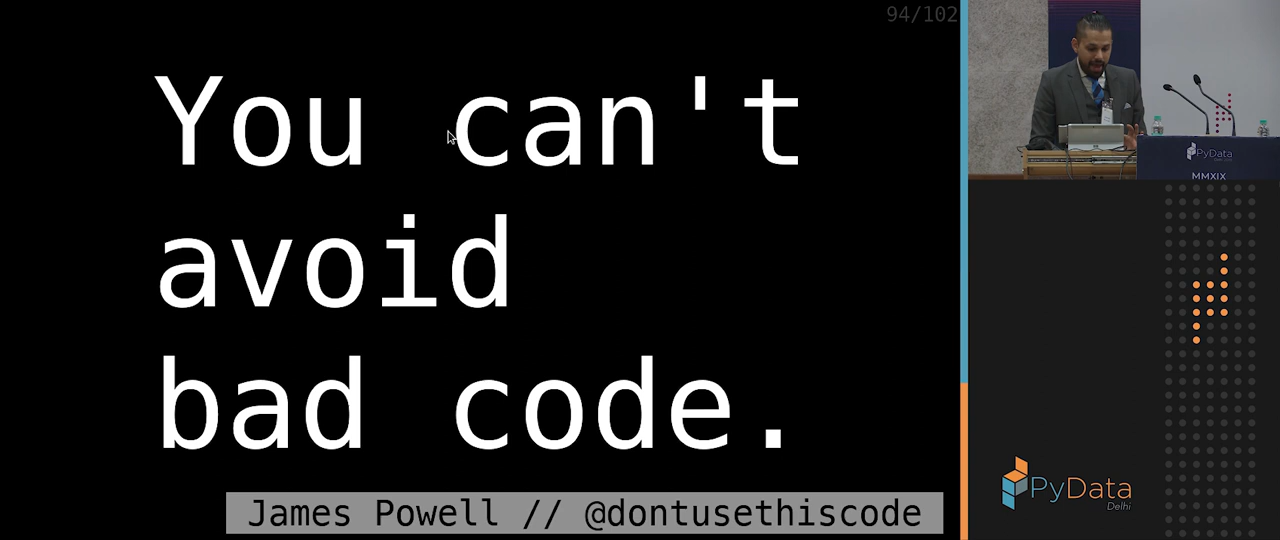 94/102
You can't
avoid
bad code.
James Powell // @dontusethiscode
PyData
MMXIX
PyData
Delhi